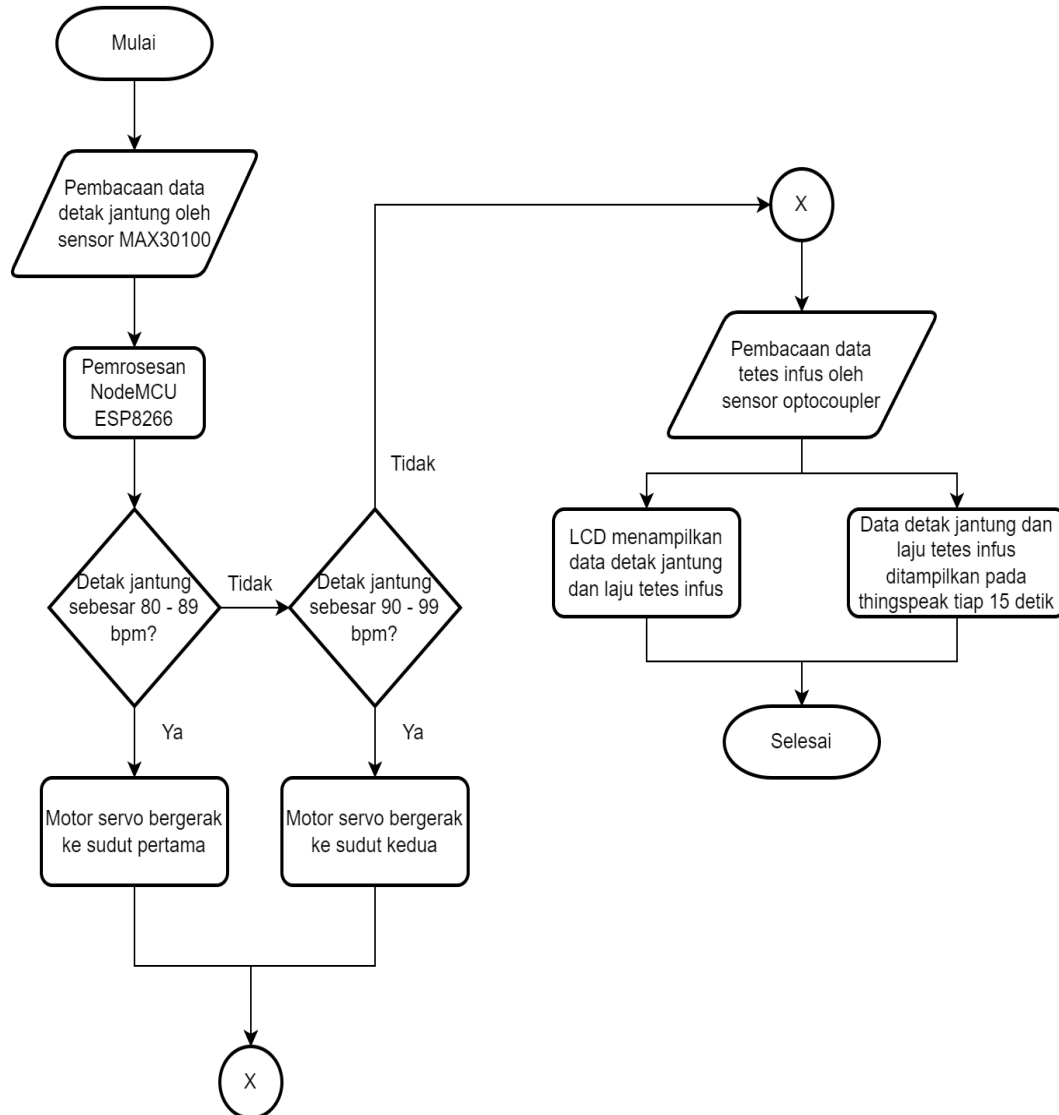 Mulai
Pembacaan data
detak jantung oleh
sensor MAX30100
Pemrosesan
NodeMCU
ESP8266
Detak jantung
sebesar 80 - 89
bpm?
Tidak
Detak jantung
sebesar 90 - 99
bpm?
Tidak
Ya
Ya
Motor servo bergerak
ke sudut pertama
Motor servo bergerak
ke sudut kedua
X
X
Pembacaan data
tetes infus oleh
sensor optocoupler
LCD menampilkan
data detak jantung
dan laju tetes infus
Data detak jantung dan
laju tetes infus
ditampilkan pada
thingspeak tiap 15 detik
Selesai